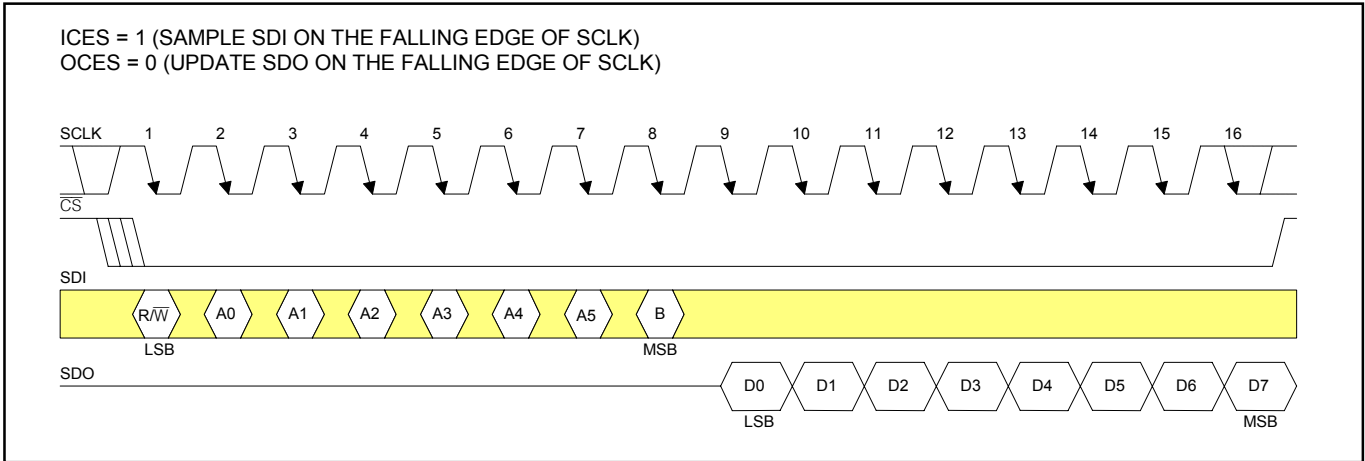 ICES = 1 (SAMPLE SDI ON THE FALLING EDGE OF SCLK)
OCES = 0 (UPDATE SDO ON THE FALLING EDGE OF SCLK)
SCLK 1 2 3 4 5 6 7 8 9 10 11 12 13 14 15 16
C̅S̅
SDI
R/W̅ A0 A1 A2 A3 A4 A5 B
LSB MSB
SDO
D0 D1 D2 D3 D4 D5 D6 D7
LSB MSB